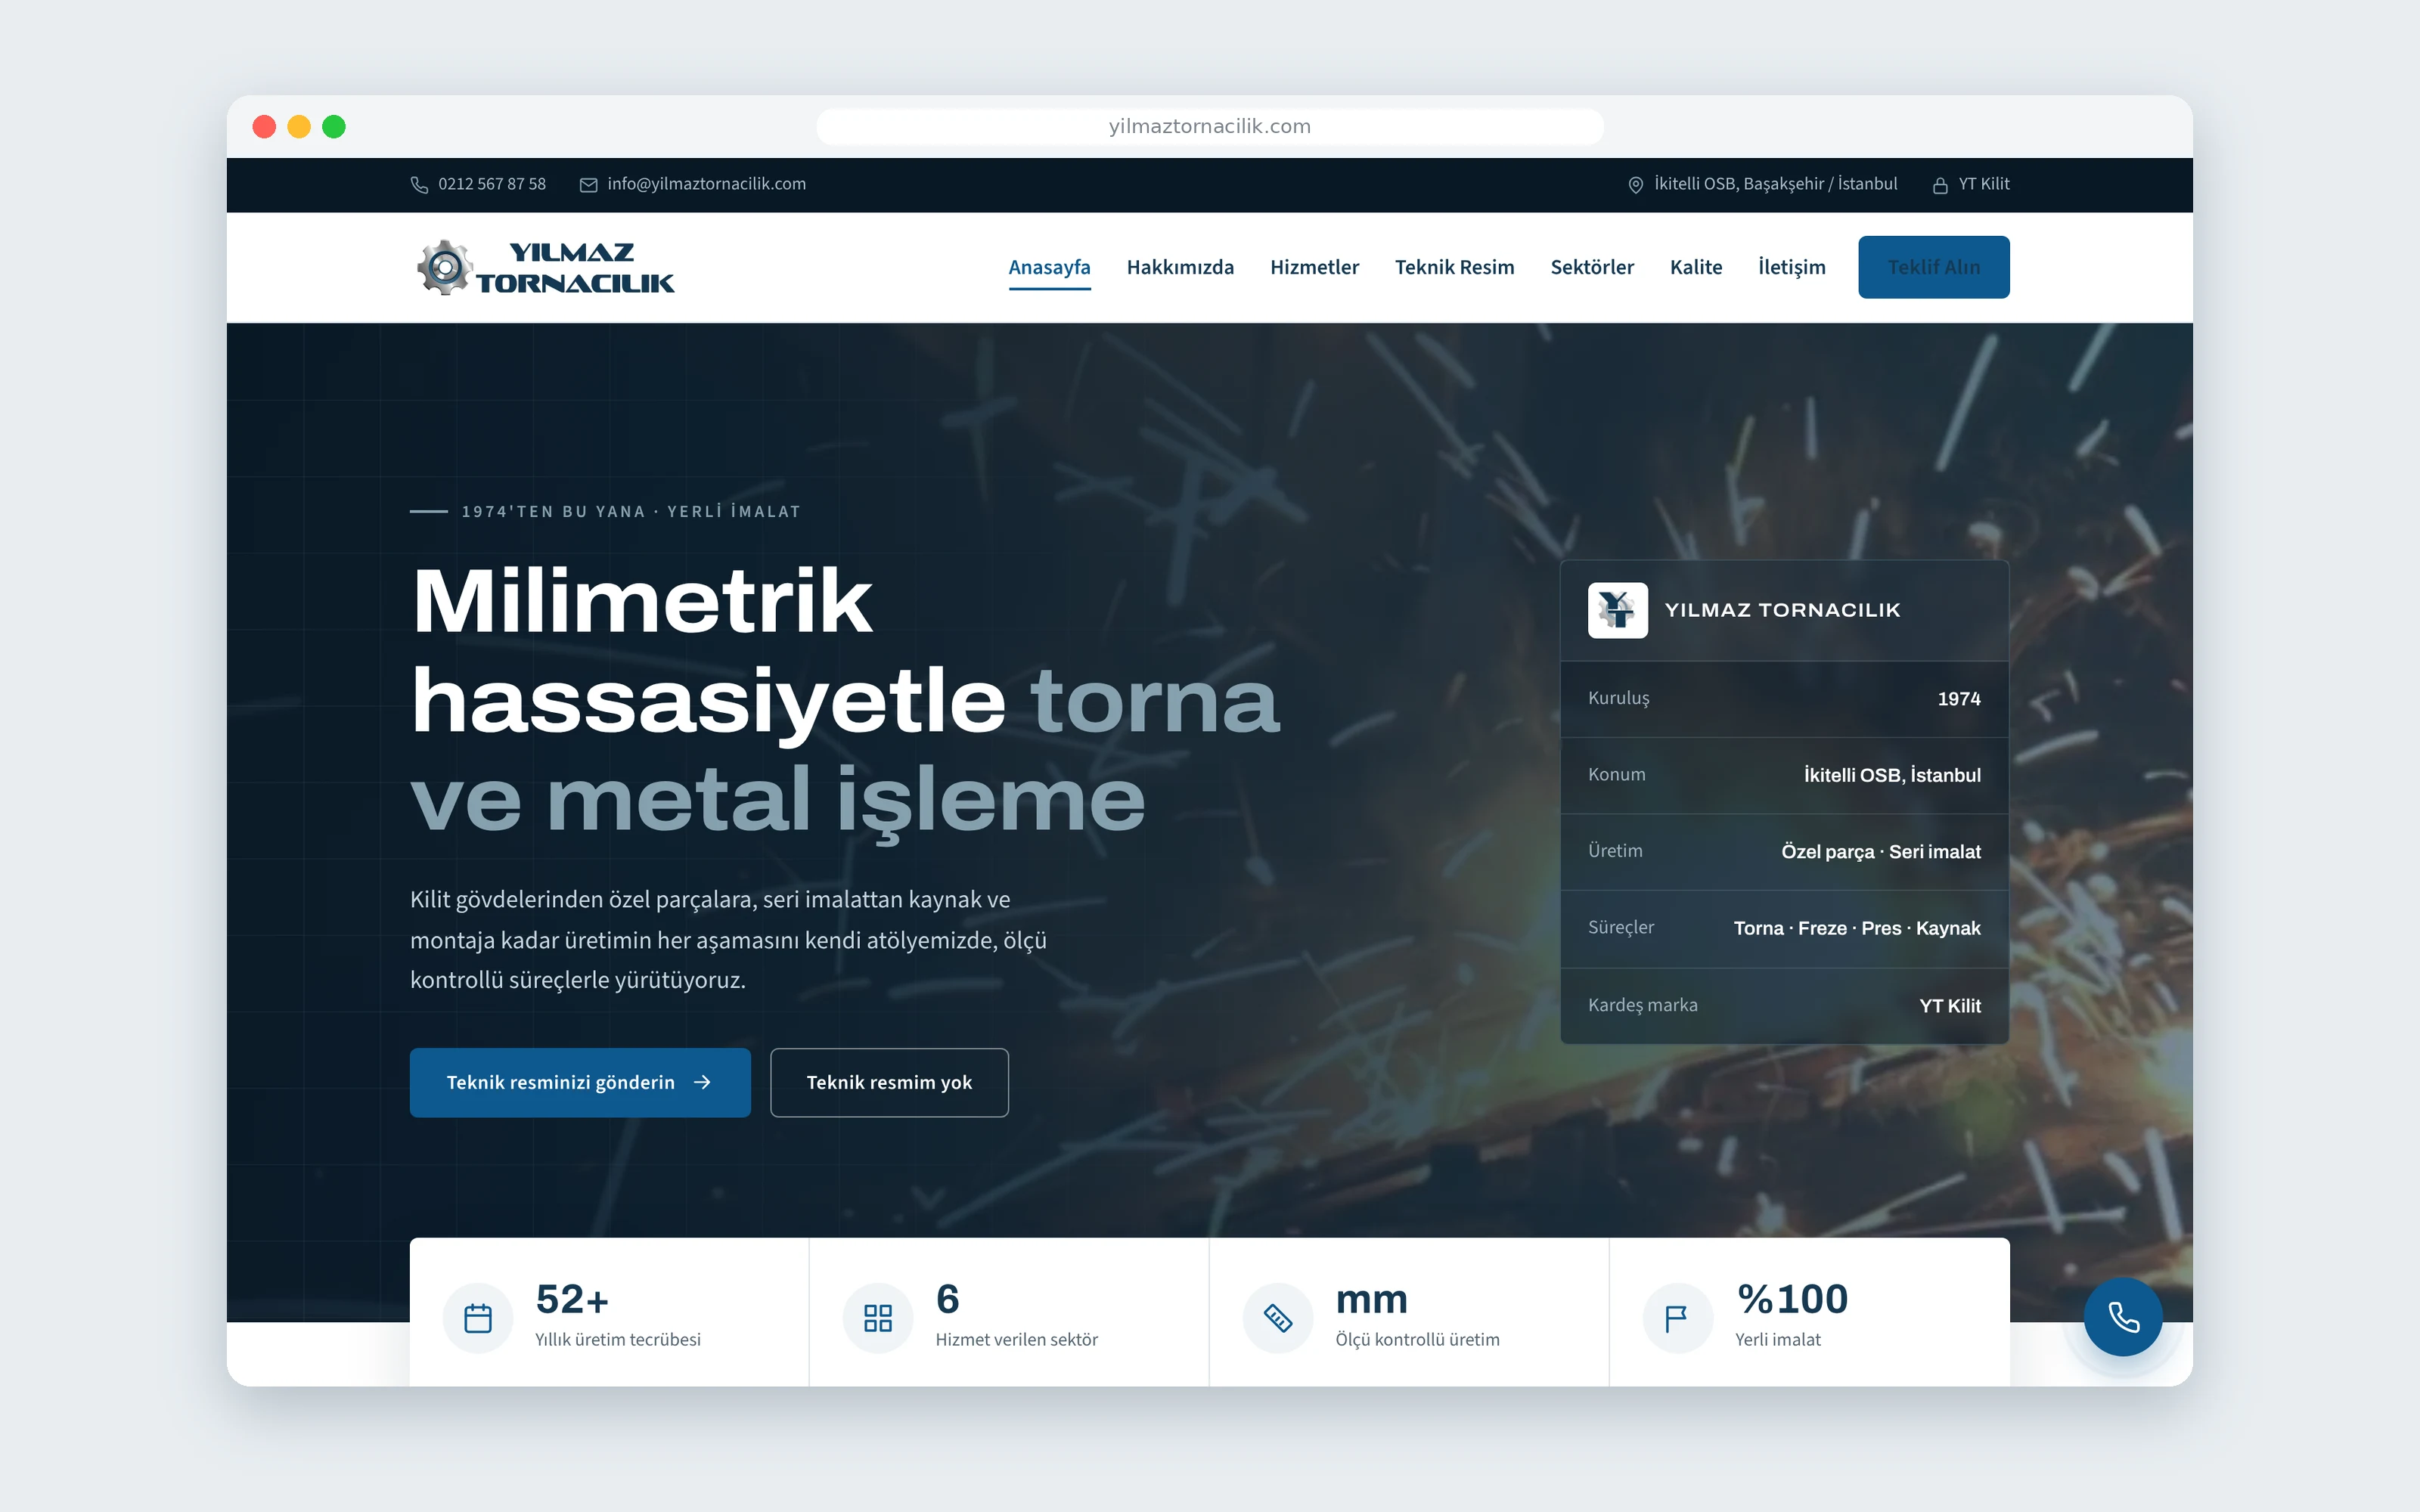 yilmaztornacilik.com
0212 567 87 58
info@yilmaztornacilik.com
İkitelli OSB, Başakşehir / İstanbul
YT Kilit
YILMAZ
TORNACILIK
Anasayfa
Hakkımızda
Hizmetler
Teknik Resim
Sektörler
Kalite
İletişim
Teklif Alın
1974'TEN BU YANA · YERLİ İMALAT
Milimetrik
hassasiyetle torna
ve metal işleme
Kilit gövdelerinden özel parçalara, seri imalattan kaynak ve
montaja kadar üretimin her aşamasını kendi atölyemizde, ölçü
kontrollü süreçlerle yürütüyoruz.
Teknik resminizi gönderin
Teknik resmim yok
YT
YILMAZ TORNACILIK
Kuruluş 1974
Konum İkitelli OSB, İstanbul
Üretim Özel parça · Seri imalat
Süreçler Torna · Freze · Pres · Kaynak
Kardeş marka YT Kilit
52+
Yıllık üretim tecrübesi
6
Hizmet verilen sektör
mm
Ölçü kontrollü üretim
%100
Yerli imalat